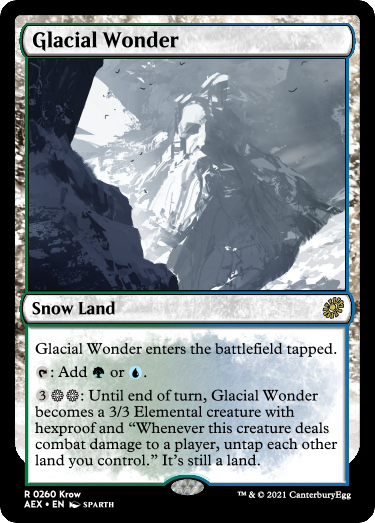 Glacial Wonder
Snow Land
Glacial Wonder enters the battlefield tapped.
: Add or .
3 : Until end of turn, Glacial Wonder
becomes a 3/3 Elemental creature with
hexproof and “Whenever this creature deals
combat damage to a player, untap each other
land you control.” It’s still a land.
R 0260 Krow
AEX • EN SPARTH
™ & © 2021 CanterburyEgg